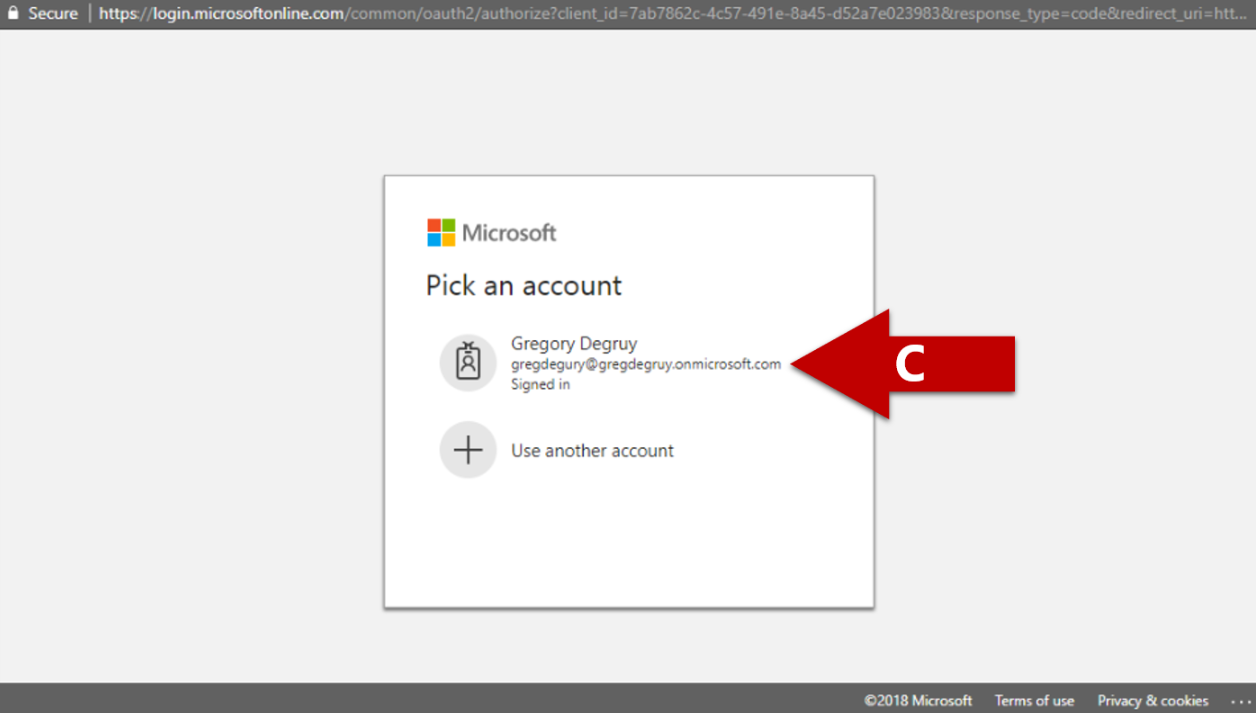 Secure | https://login.microsoftonline.com/common/oauth2/authorize?client_id=7ab7862c-4c57-491e-8a45-d52a7e023983&response_type=code&redirect_uri=htt...
Microsoft
Pick an account
Gregory Degruy
gregdegury@gregdegruy.onmicrosoft.com
Signed in
C
Use another account
©2018 Microsoft Terms of use Privacy & cookies ...